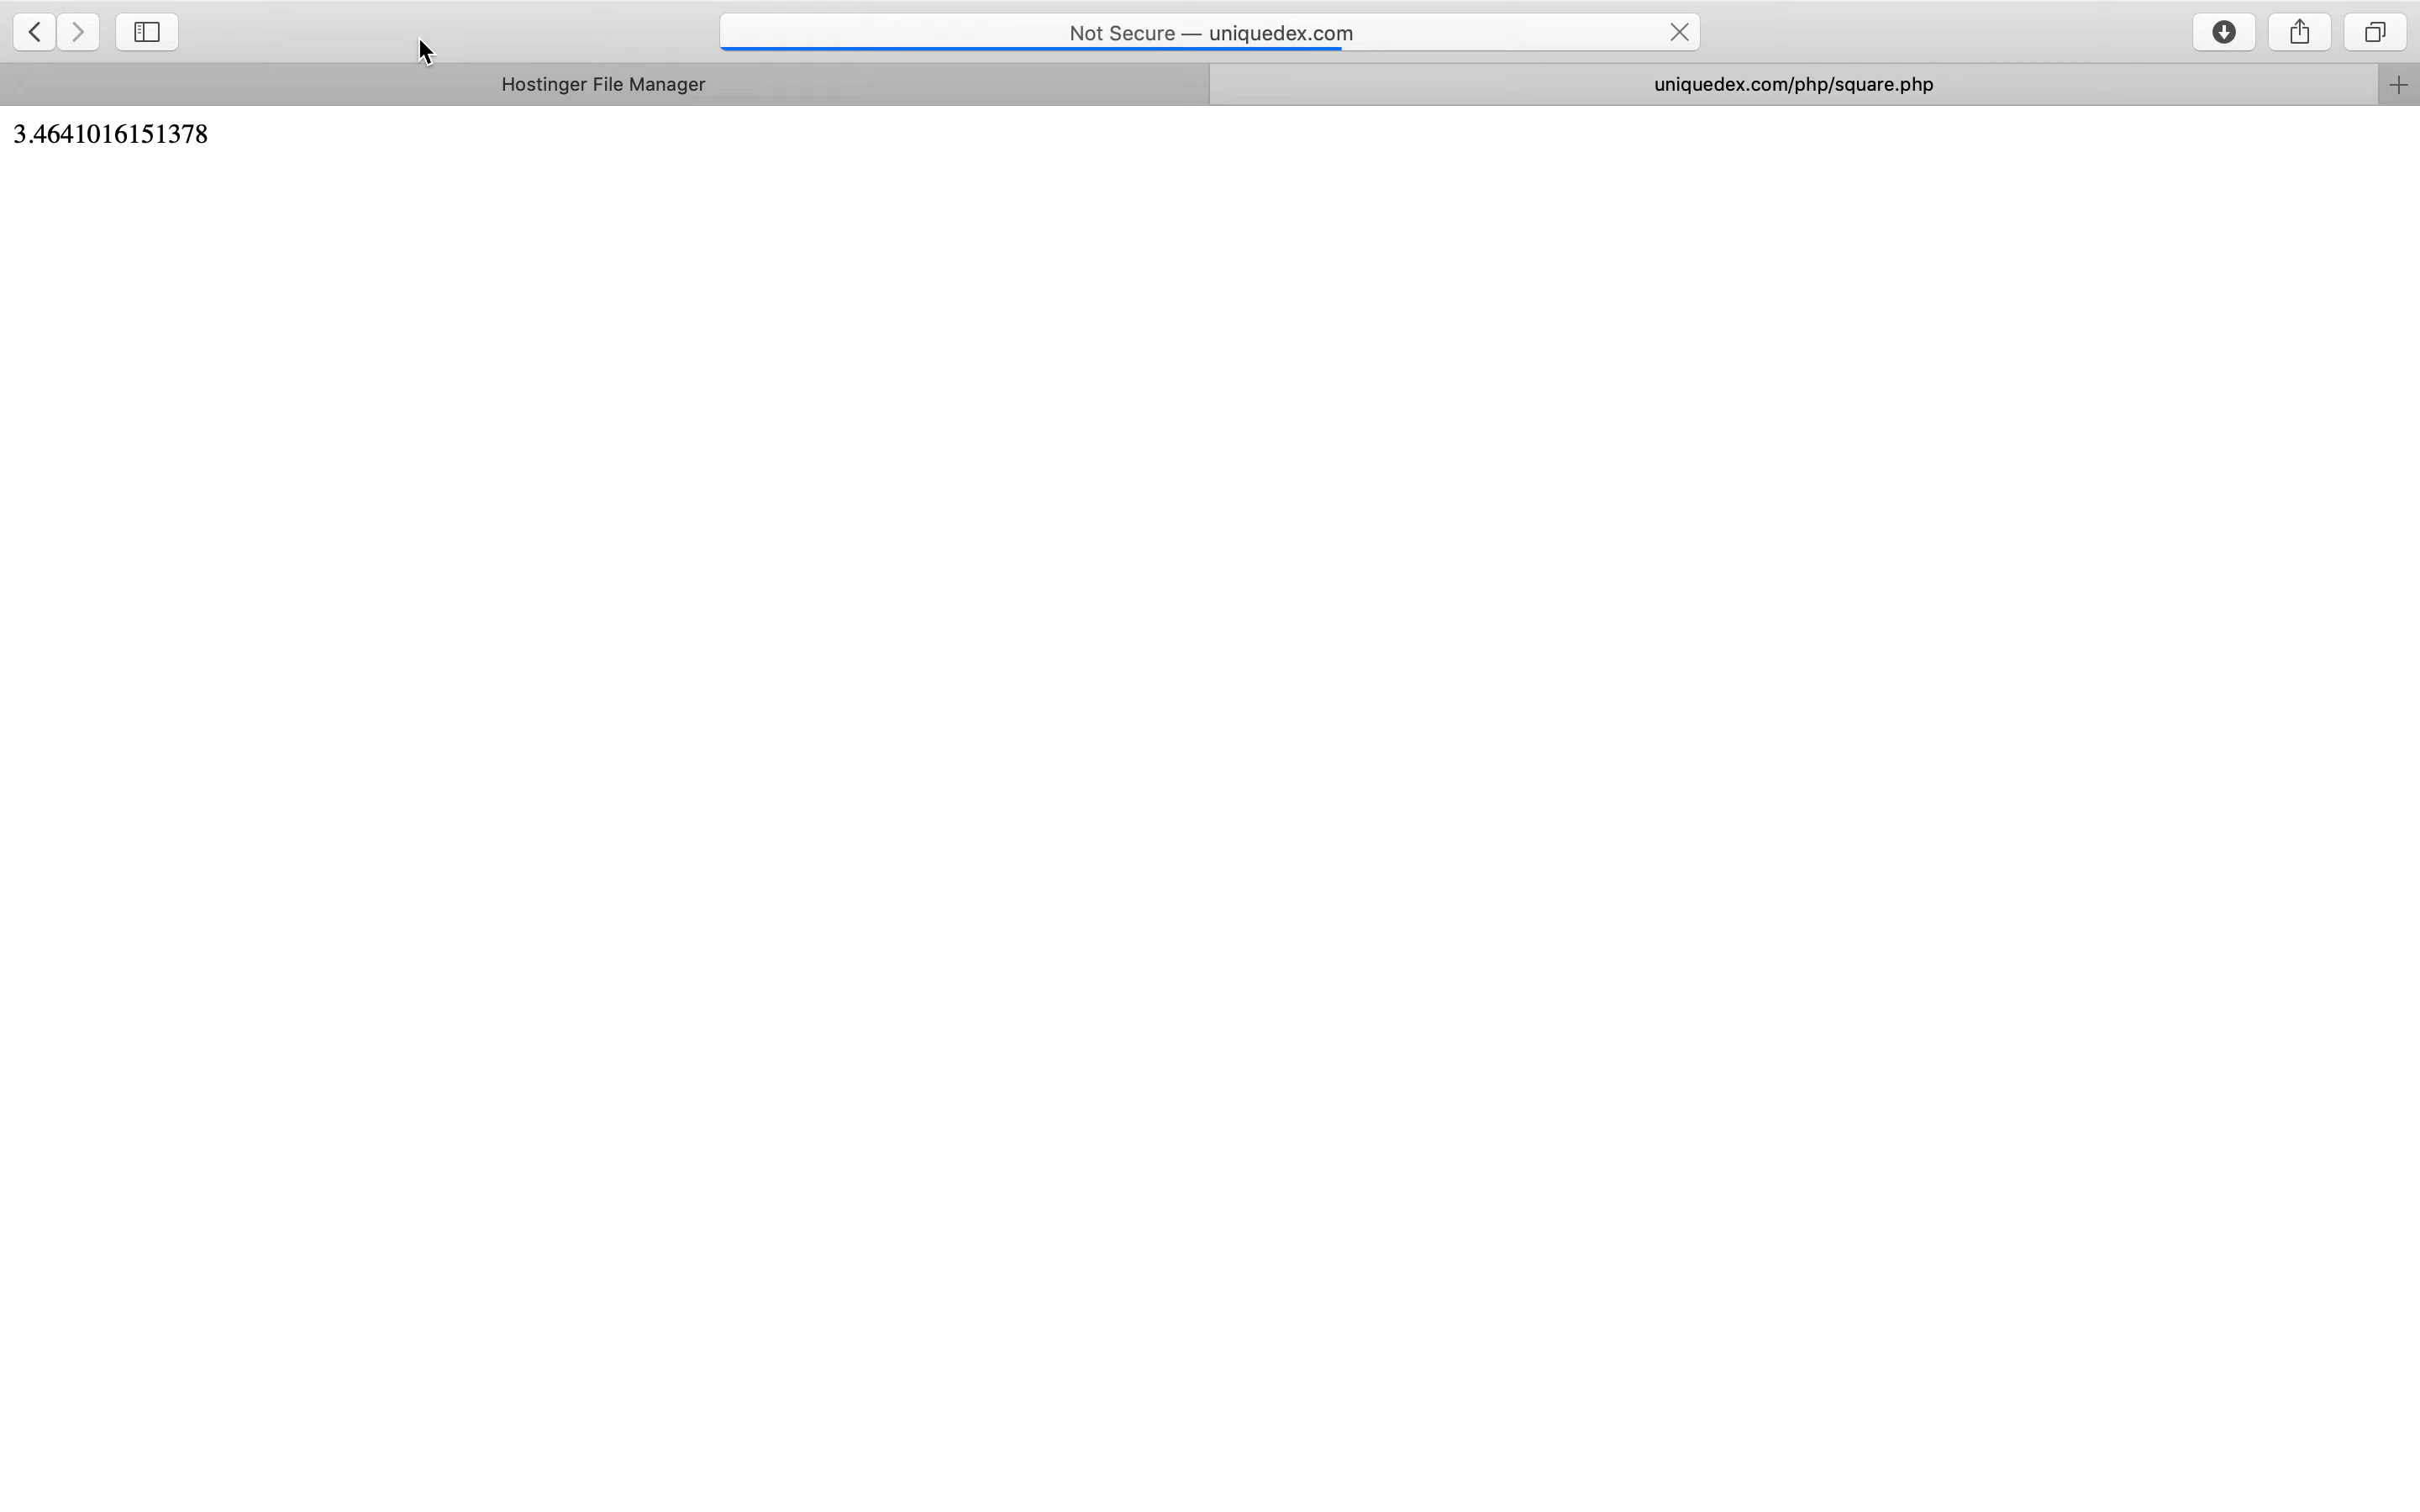 Not Secure — uniquedex.com
Hostinger File Manager
uniquedex.com/php/square.php
3.4641016151378